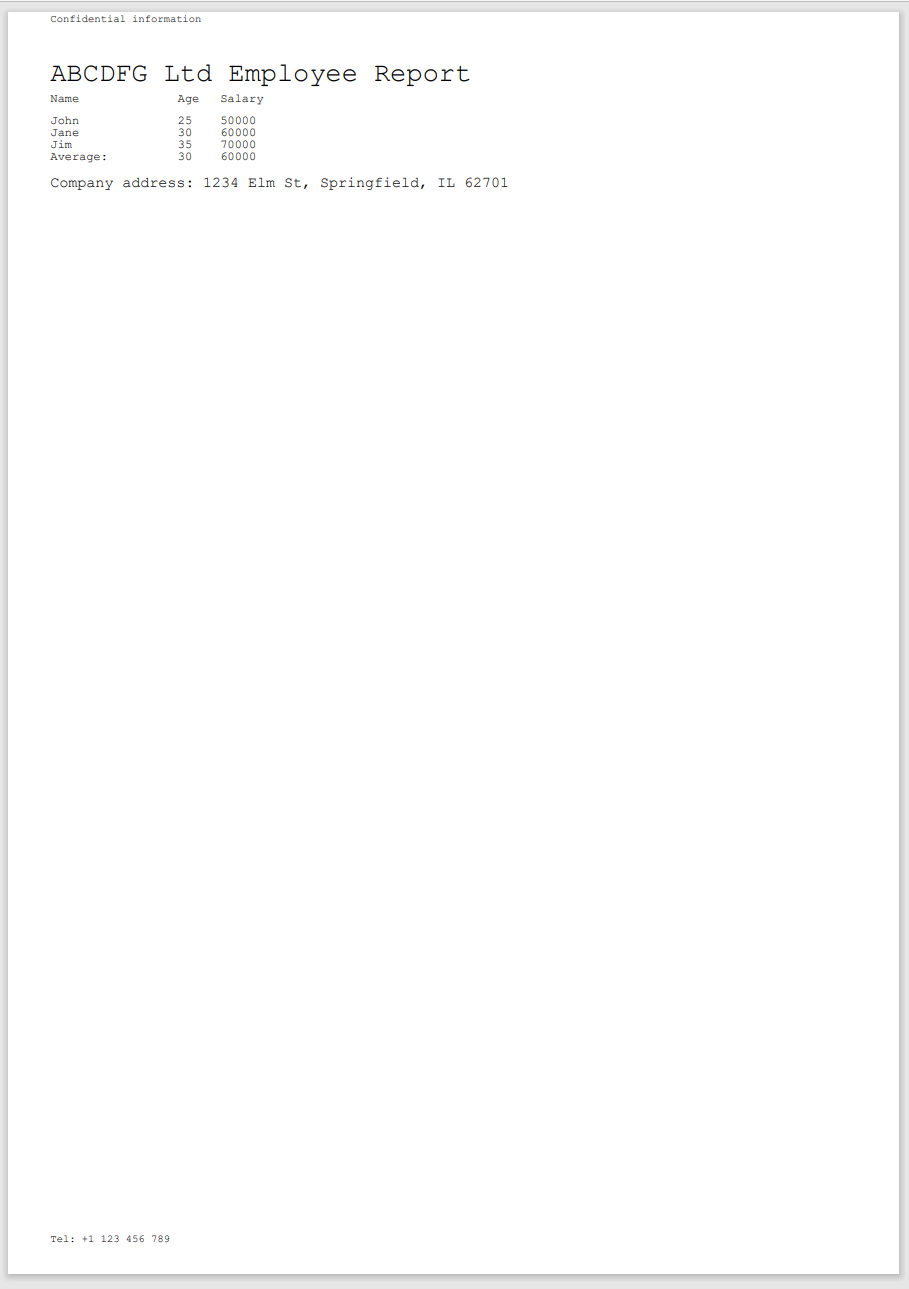 Confidential information
ABCDFG Ltd Employee Report
Name Age Salary
John 25 50000
Jane 30 60000
Jim 35 70000
Average: 30 60000
Company address: 1234 Elm St, Springfield, IL 62701
Tel: +1 123 456 789